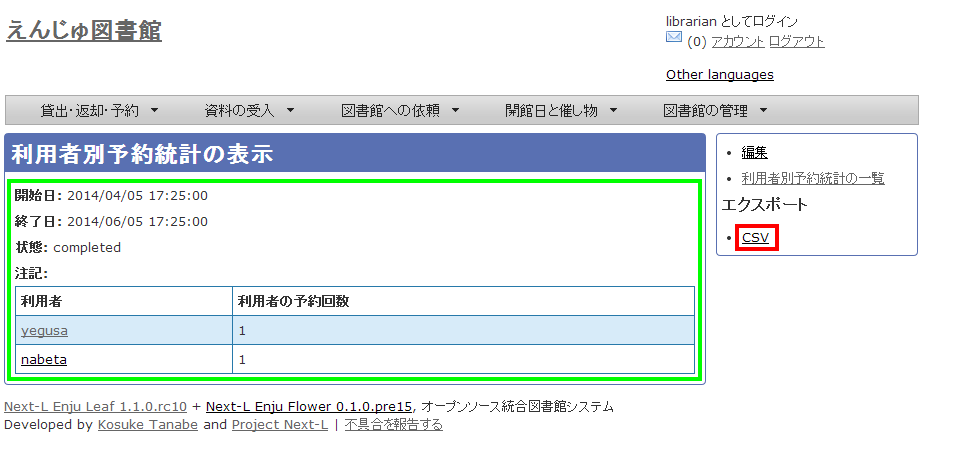 えんじゅ図書館
librarian としてログイン
(0) アカウント ログアウト
Other languages
貸出・返却・予約 資料の受入 図書館への依頼 開館日と催し物 図書館の管理
利用者別予約統計の表示
開始日: 2014/04/05 17:25:00
終了日: 2014/06/05 17:25:00
状態: completed
注記:
利用者 利用者の予約回数
yegusa 1
nabeta 1
編集
利用者別予約統計の一覧
エクスポート
CSV
Next-L Enju Leaf 1.1.0.rc10 + Next-L Enju Flower 0.1.0.pre15, オープンソース統合図書館システム
Developed by Kosuke Tanabe and Project Next-L | 不具合を報告する